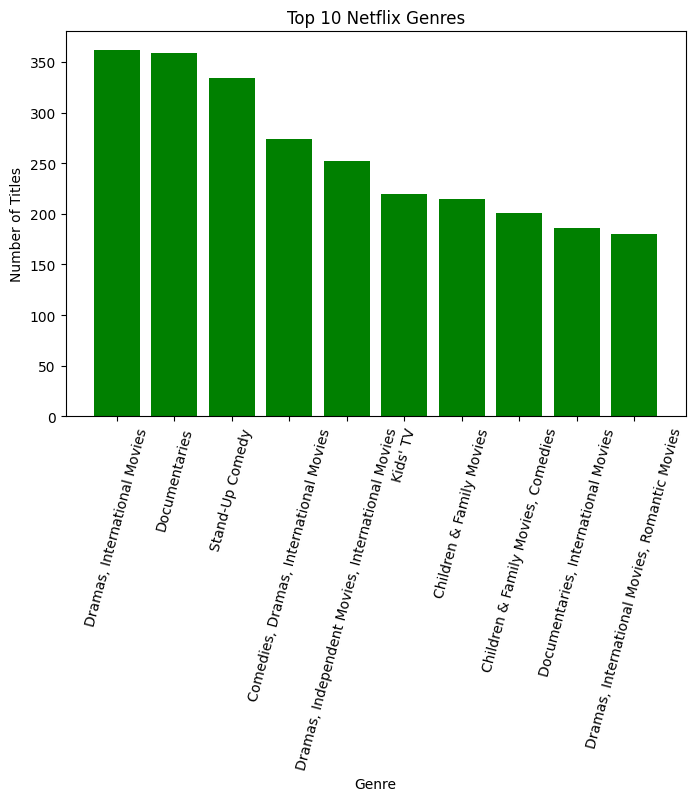 Top 10 Netflix Genres
Number of Titles
350
300
250
200
150
100
50
0
Dramas, International Movies
Documentaries
Stand-Up Comedy
Comedies, Dramas, International Movies
Dramas, Independent Movies, International Movies
Kids' TV
Children & Family Movies
Children & Family Movies, Comedies
Documentaries, International Movies
Dramas, International Movies, Romantic Movies
Genre